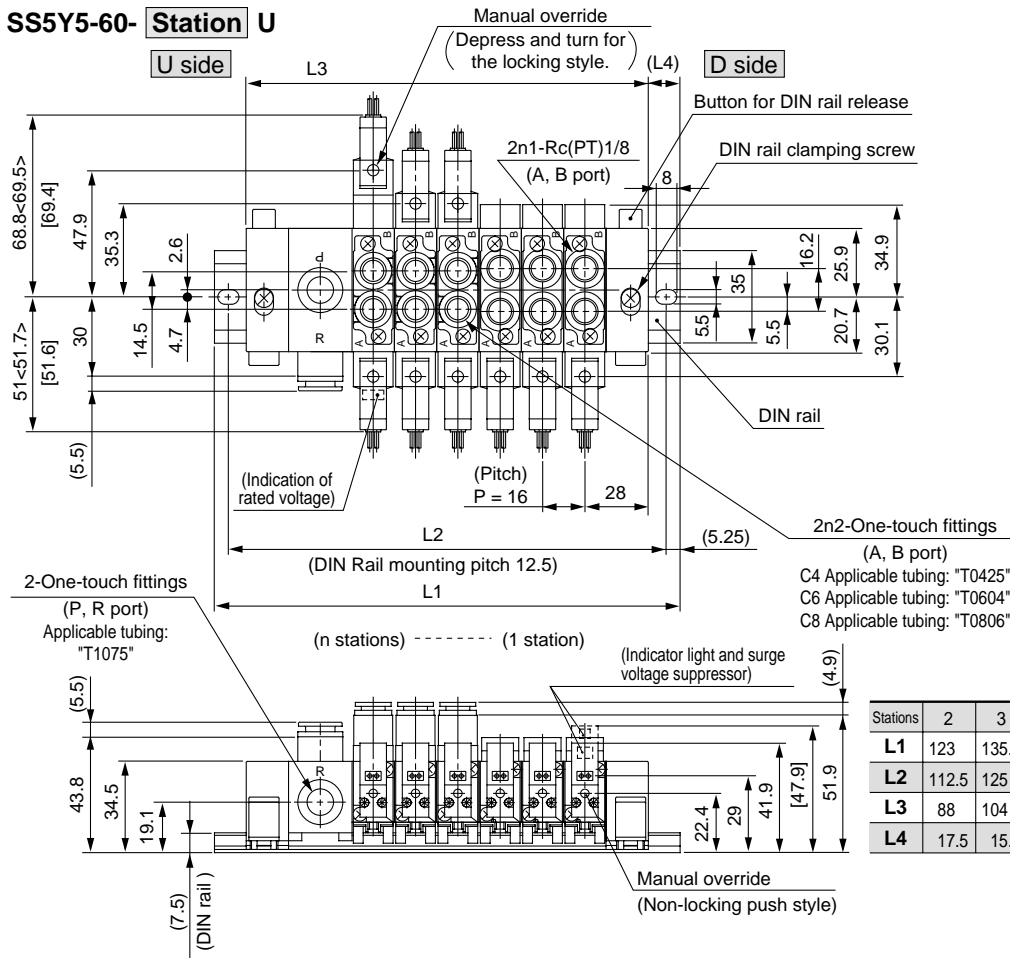 SS5Y5-60- Station U
U side
D side
Manual override
(Depress and turn for
the locking style.)
L3
(L4)
Button for DIN rail release
DIN rail clamping screw
2n1-Rc(PT)1/8
(A, B port)
8
68.8<69.5>
[69.4]
47.9
35.3
2.6
14.5
4.7
30
51<51.7>
[51.6]
(5.5)
P
R
B
B
B
B
B
B
A
A
A
A
A
A
35
5.5
16.2
5.5
25.9
20.7
34.9
30.1
DIN rail
(Indication of
rated voltage)
(Pitch)
P = 16
28
L2
(5.25)
(DIN Rail mounting pitch 12.5)
L1
2n2-One-touch fittings
(A, B port)
C4 Applicable tubing: "T0425"
C6 Applicable tubing: "T0604"
C8 Applicable tubing: "T0806"
2-One-touch fittings
(P, R port)
Applicable tubing:
"T1075"
(n stations) ------- (1 station)
(Indicator light and surge
voltage suppressor)
(5.5)
43.8
34.5
19.1
(7.5)
(DIN rail )
R
22.4
29
41.9
[47.9]
51.9
(4.9)
Manual override
(Non-locking push style)
Stations 2 3
L1 123 135.
L2 112.5 125
L3 88 104
L4 17.5 15.